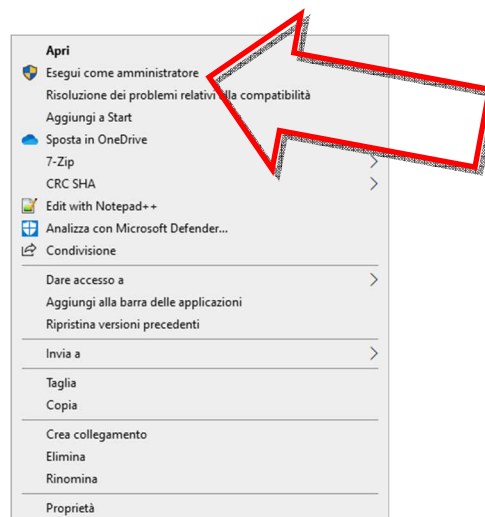 Apri
Esegui come amministratore
Risoluzione dei problemi relativi alla compatibilità
Aggiungi a Start
Sposta in OneDrive
7-Zip
CRC SHA
Edit with Notepad++
Analizza con Microsoft Defender...
Condivisione
Dare accesso a
Aggiungi alla barra delle applicazioni
Ripristina versioni precedenti
Invia a
Taglia
Copia
Crea collegamento
Elimina
Rinomina
Proprietà